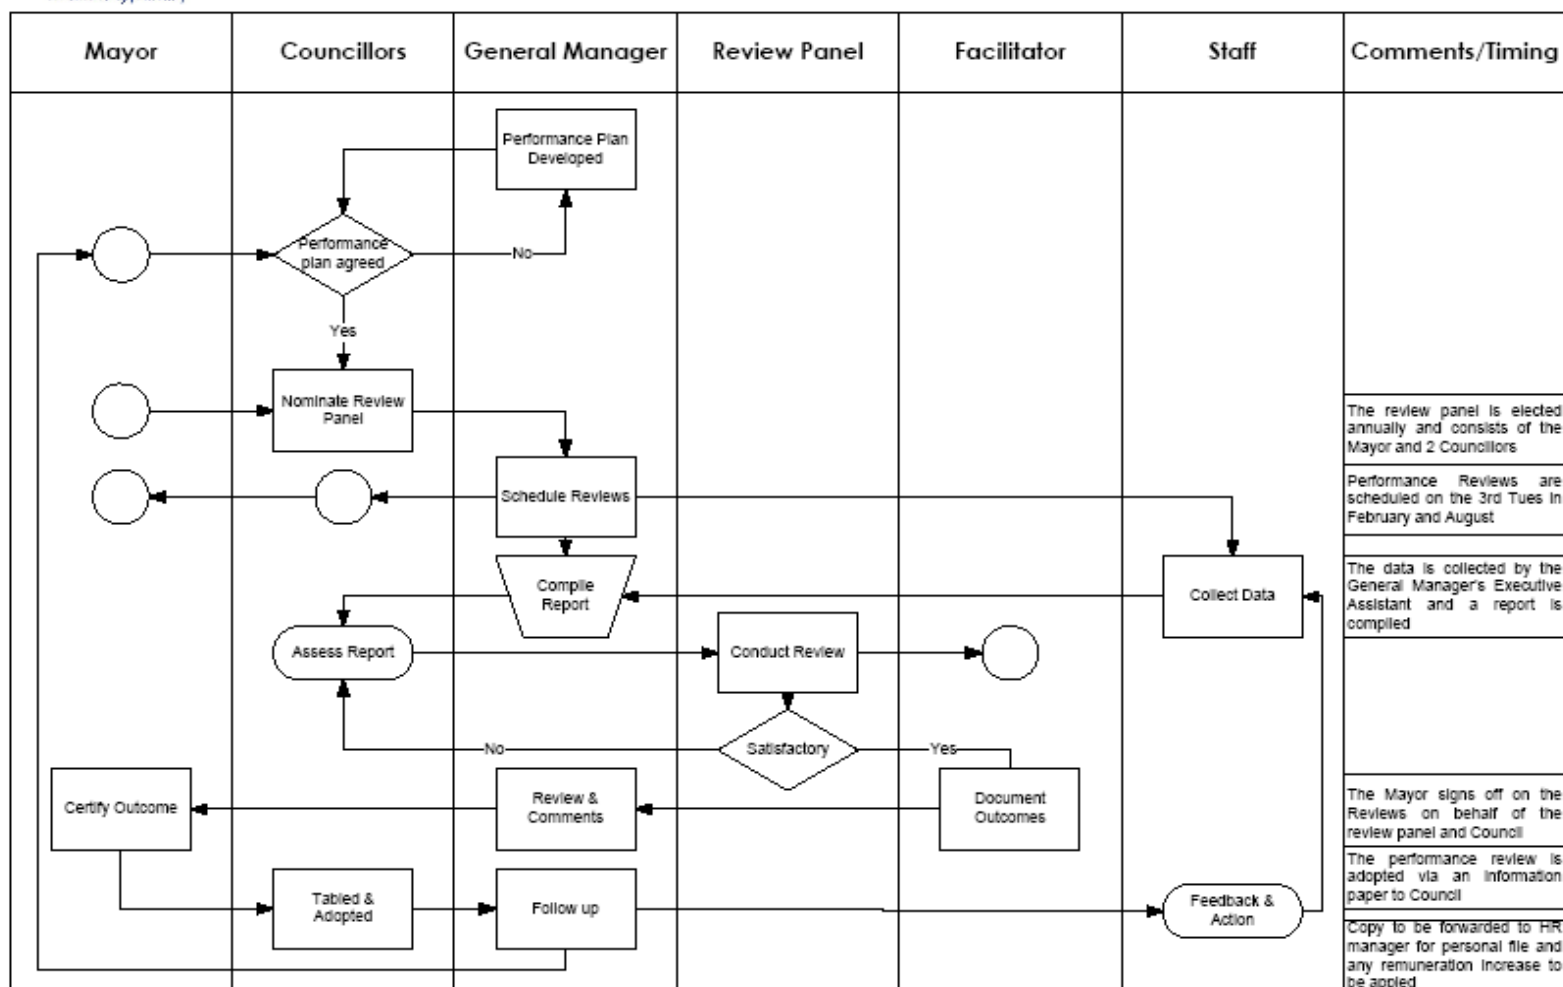 Mayor
Councillors
General Manager
Review Panel
Facilitator
Staff
Comments/Timing
Performance Plan
Developed
Performance
plan agreed
No
Yes
Nominate Review
Panel
The review panel is elected
annually and consists of the
Mayor and 2 Councillors
Schedule Reviews
Performance Reviews are
scheduled on the 3rd Tues in
February and August
Compile
Report
Collect Data
The data is collected by the
General Manager's Executive
Assistant and a report is
compiled
Assess Report
Conduct Review
No
Satisfactory
Yes
Certify Outcome
Review &
Comments
Document
Outcomes
The Mayor signs off on the
Reviews on behalf of the
review panel and Council
Tabled &
Adopted
Follow up
Feedback &
Action
The performance review is
adopted via an information
paper to Council
Copy to be forwarded to HR
manager for personal file and
any remuneration increase to
be applied